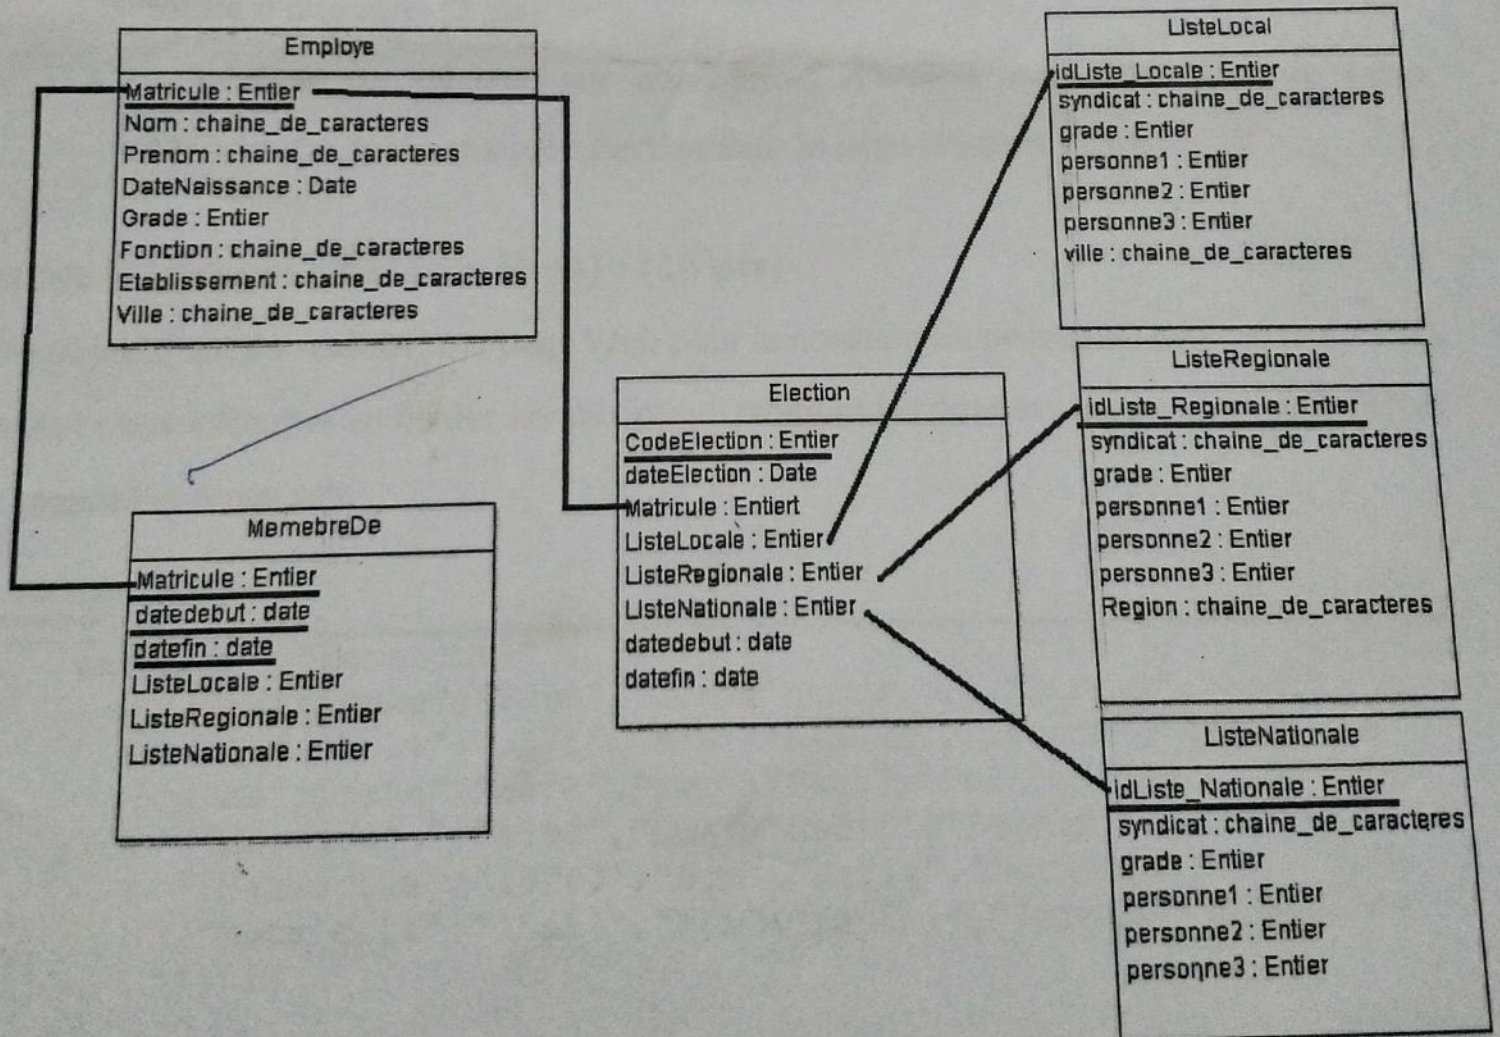 Employe
Matricule : Entier
Nom : chaine_de_caracteres
Prenom : chaine_de_caracteres
DateNaissance : Date
Grade : Entier
Fonction : chaine_de_caracteres
Etablissement : chaine_de_caracteres
Ville : chaine_de_caracteres
MemebreDe
Matricule : Entier
datedebut : date
datefin : date
ListeLocale : Entier
ListeRegionale : Entier
ListeNationale : Entier
Election
CodeElection : Entier
dateElection : Date
Matricule : Entiert
ListeLocale : Entier
ListeRegionale : Entier
ListeNationale : Entier
datedebut : date
datefin : date
ListeLocal
idListe_Locale : Entier
syndicat : chaine_de_caracteres
grade : Entier
personne1 : Entier
personne2 : Entier
personne3 : Entier
ville : chaine_de_caracteres
ListeRegionale
idListe_Regionale : Entier
syndicat : chaine_de_caracteres
grade : Entier
personne1 : Entier
personne2 : Entier
personne3 : Entier
Region : chaine_de_caracteres
ListeNationale
idListe_Nationale : Entier
syndicat : chaine_de_caracteres
grade : Entier
personne1 : Entier
personne2 : Entier
personne3 : Entier